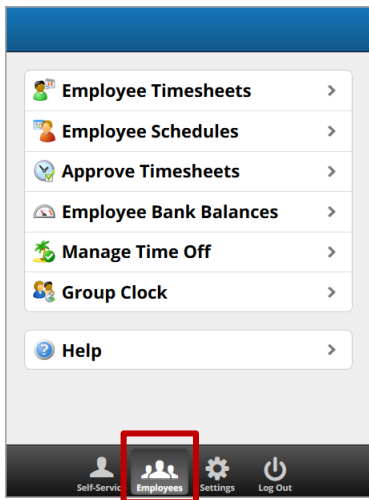 Employee Timesheets
Employee Schedules
Approve Timesheets
Employee Bank Balances
Manage Time Off
Group Clock
Help
Self-Servic Employees Settings Log Out